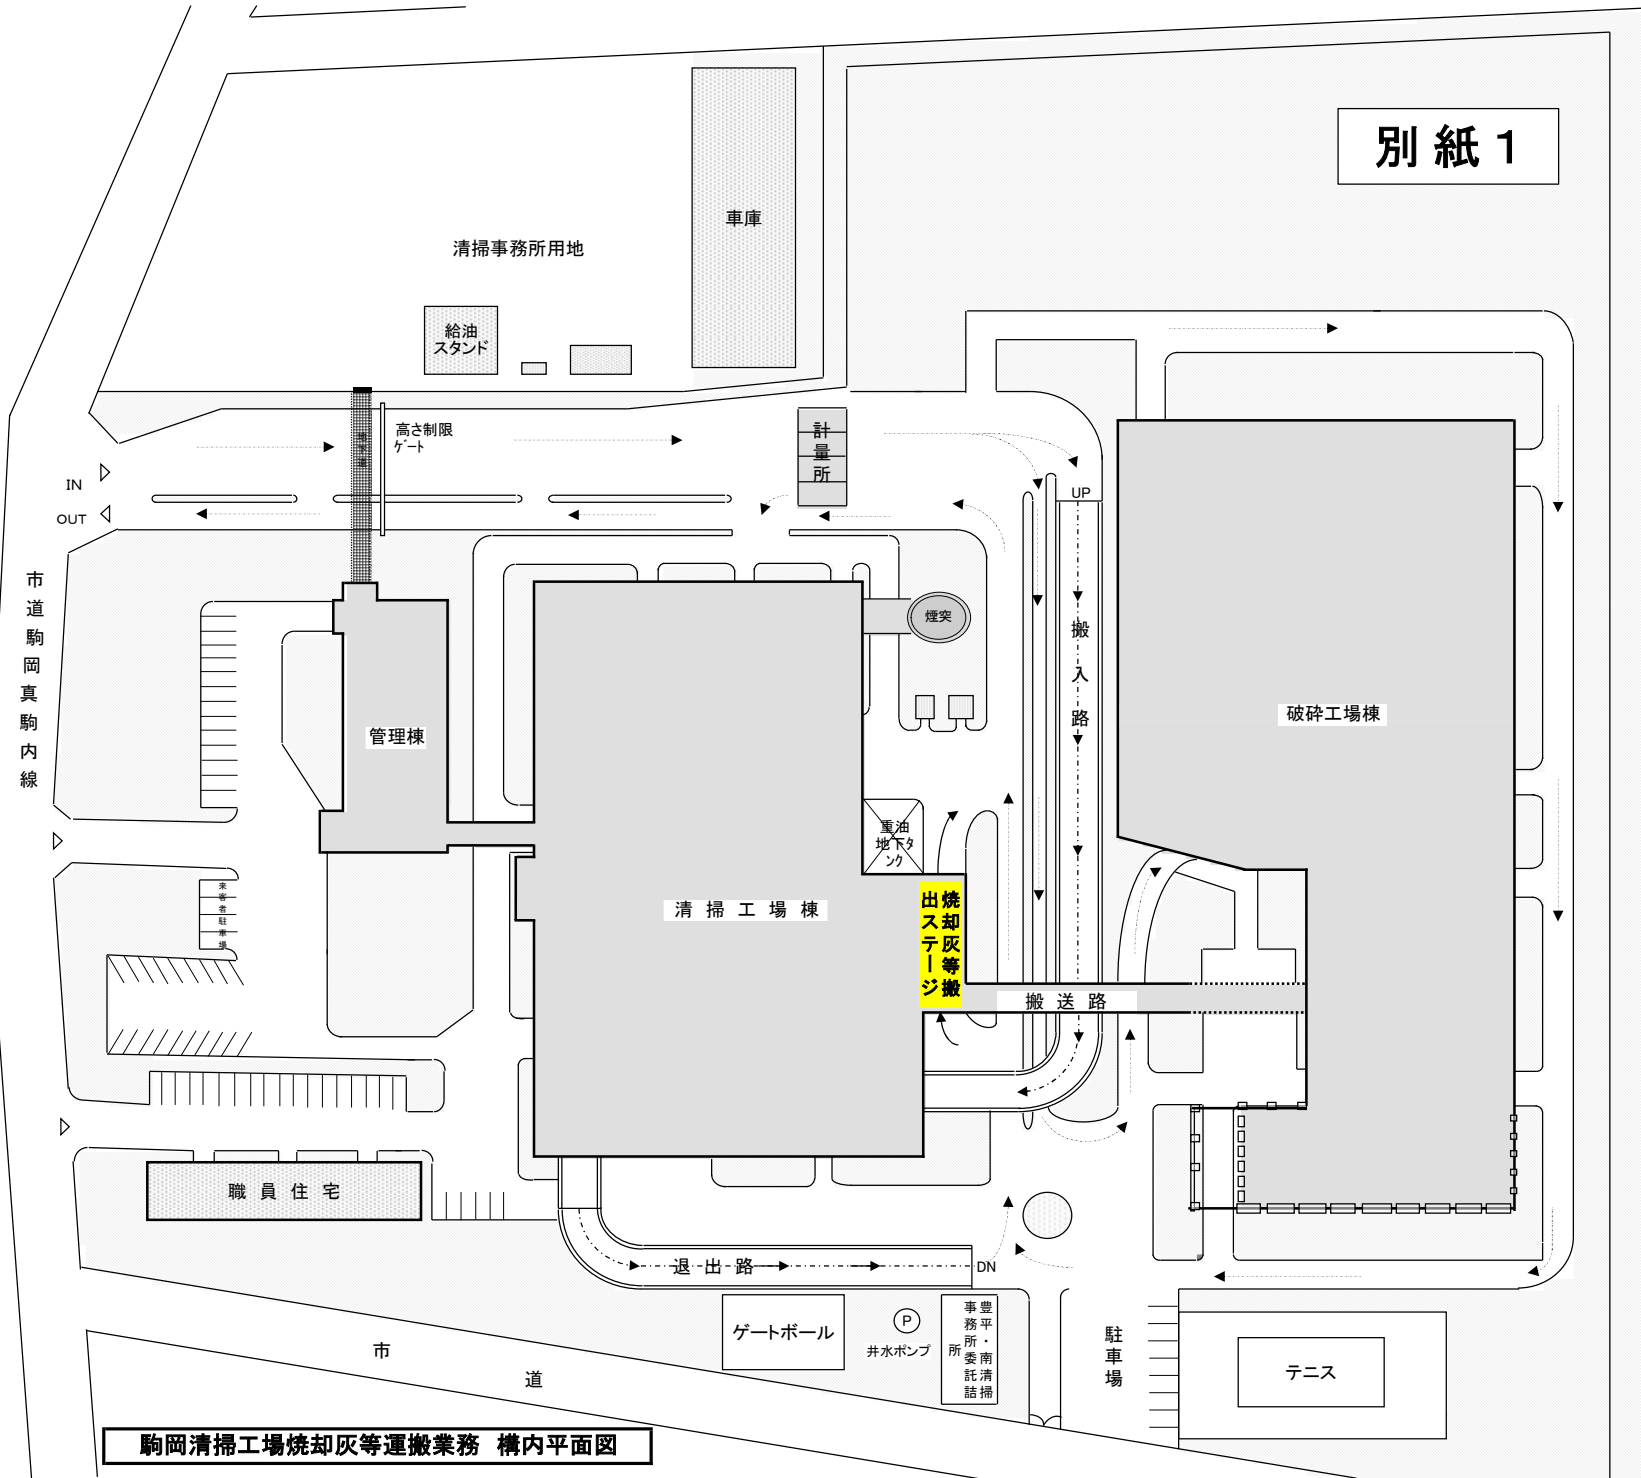 別紙1
車庫
清掃事務所用地
給油
スタンド
高さ制限
ゲート
地下道
計量所
IN
OUT
UP
市道駒岡真駒内線
煙突
搬入路
破砕工場棟
管理棟
重油
地下タ
ンク
来客者駐車場
清掃工場棟
焼却灰等搬
出ステージ
搬送路
職員住宅
退出路
DN
ゲートボール
P
井水ポンプ
豊平・南清掃
事務所委託詰
所
駐車場
テニス
市道
駒岡清掃工場焼却灰等運搬業務 構内平面図